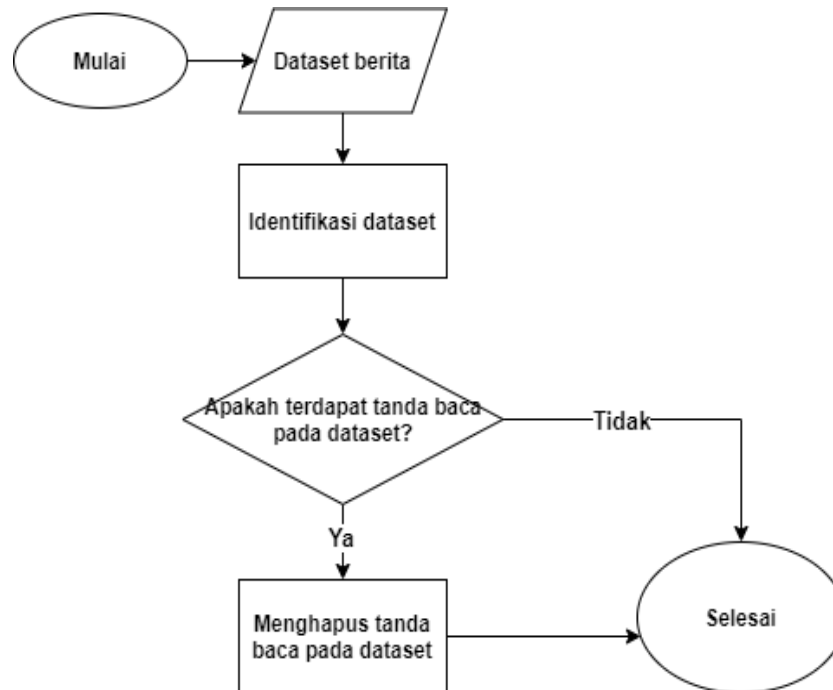 Mulai
Dataset berita
Identifikasi dataset
Apakah terdapat tanda baca
pada dataset?
Tidak
Ya
Menghapus tanda
baca pada dataset
Selesai